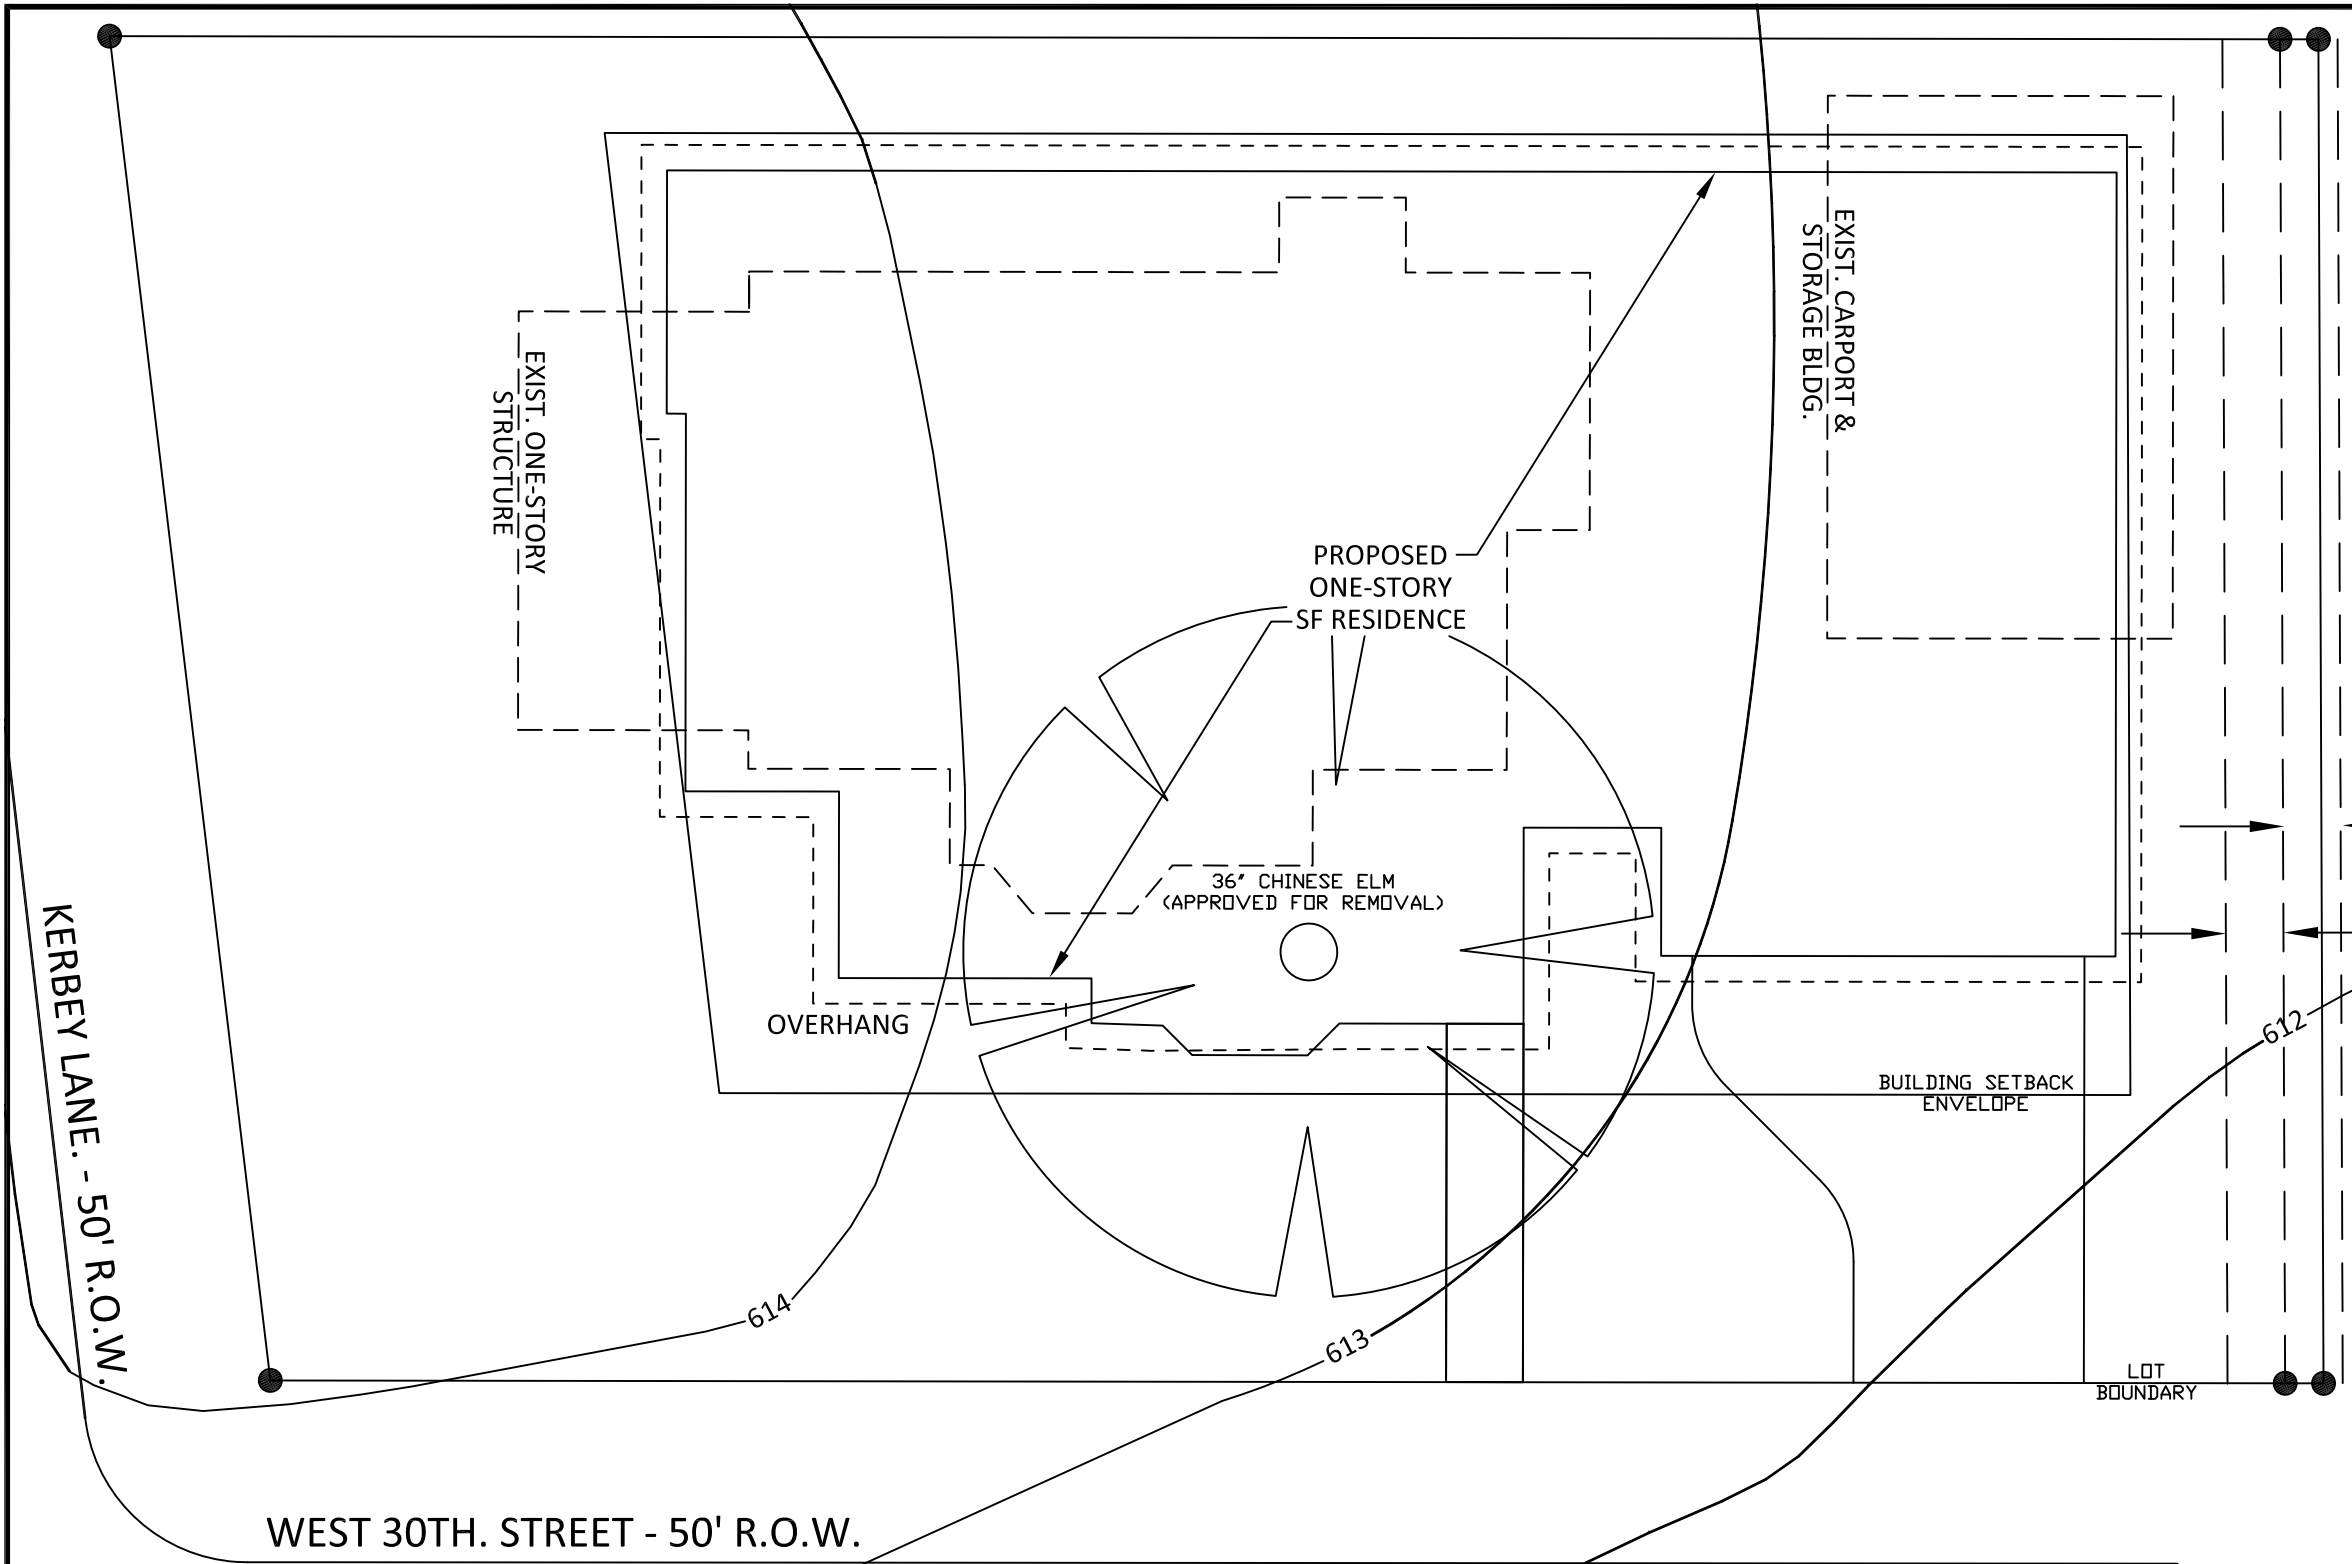 EXIST. CARPORT &
STORAGE BLDG.
EXIST. ONE-STORY
STRUCTURE
PROPOSED
ONE-STORY
SF RESIDENCE
36" CHINESE ELM
(APPROVED FOR REMOVAL)
OVERHANG
612
BUILDING SETBACK
ENVELOPE
KERBEY LANE. - 50' R.O.W.
614
613
LOT
BOUNDARY
WEST 30TH. STREET - 50' R.O.W.